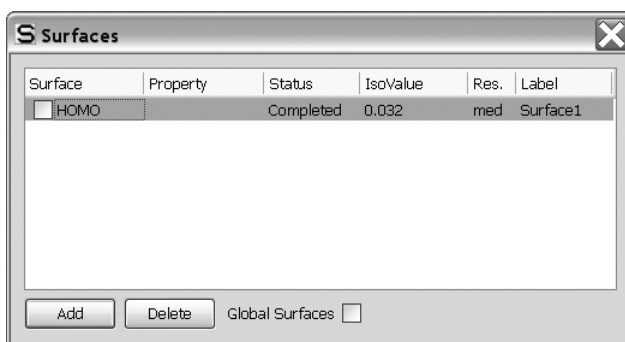 S Surfaces
Surface Property Status IsoValue Res. Label
HOMO Completed 0.032 med Surface1
Add Delete Global Surfaces